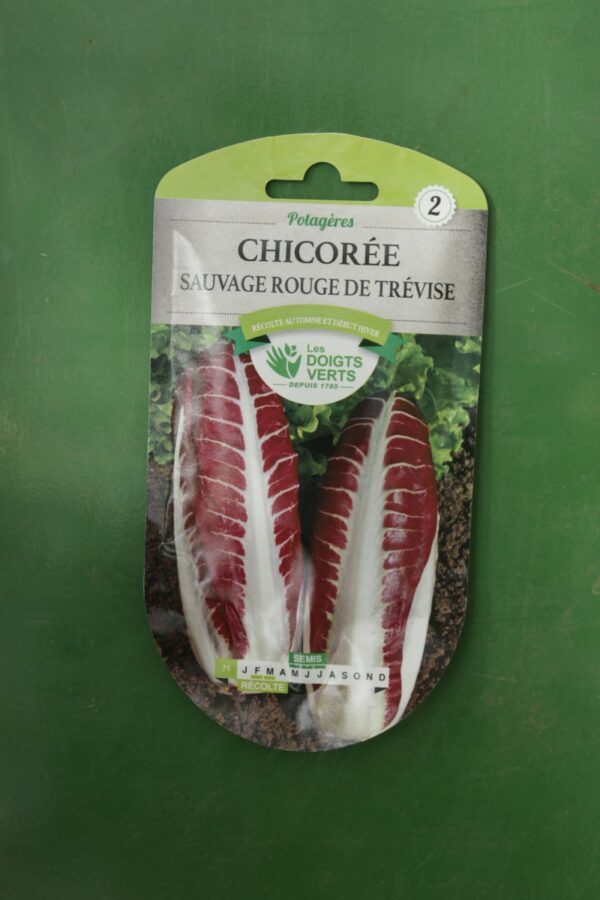 2
Potagères
CHICORÉE
SAUVAGE ROUGE DE TRÉVISE
RÉCOLTE AUTOMNE ET DÉBUT HIVER
Les
DOIGTS
VERTS
DEPUIS 1785
SEMIS
71 J F M A M J J A S O N D
RÉCOLTE